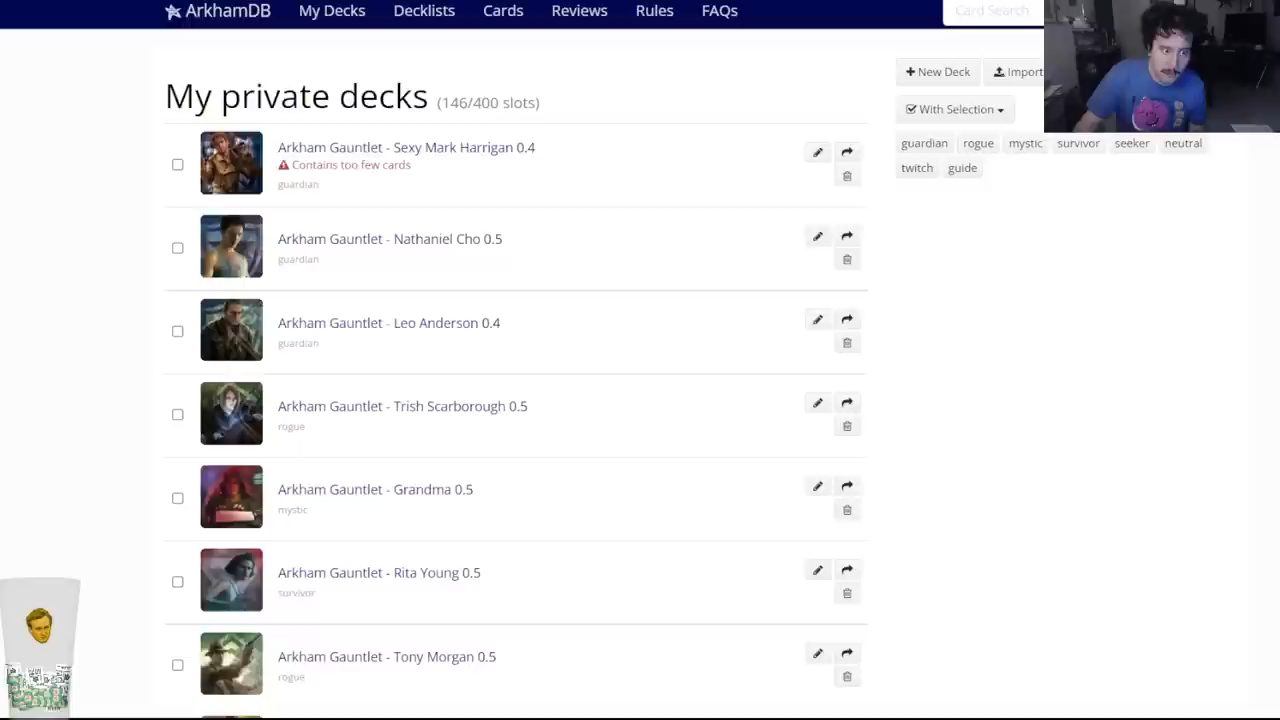 ArkhamDB My Decks Decklists Cards Reviews Rules FAQs Card Search
My private decks (146/400 slots)
New Deck Import
With Selection
guardian rogue mystic survivor seeker neutral
twitch guide
Arkham Gauntlet - Sexy Mark Harrigan 0.4
Contains too few cards
guardian
Arkham Gauntlet - Nathaniel Cho 0.5
guardian
Arkham Gauntlet - Leo Anderson 0.4
guardian
Arkham Gauntlet - Trish Scarborough 0.5
rogue
Arkham Gauntlet - Grandma 0.5
mystic
Arkham Gauntlet - Rita Young 0.5
survivor
Arkham Gauntlet - Tony Morgan 0.5
rogue